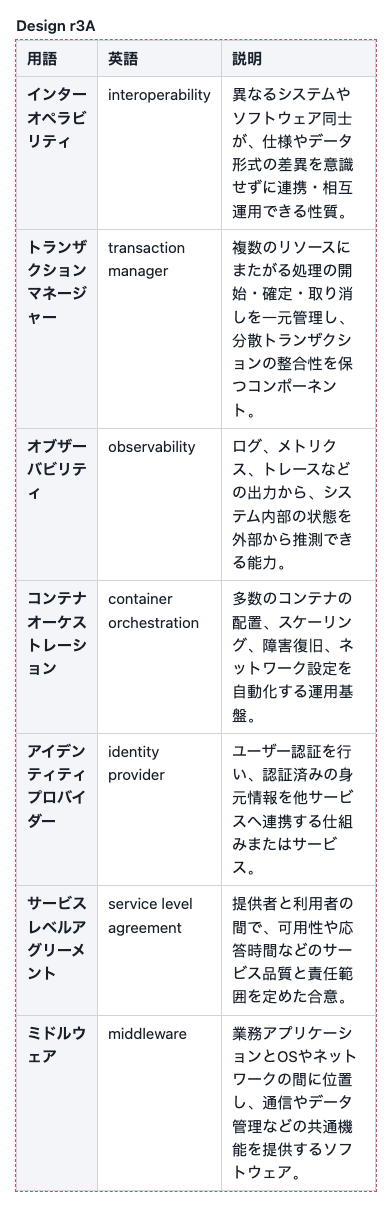 Design r3A
用語
英語
説明
インター
オペラビ
リティ
interoperability
異なるシステムや
ソフトウェア同士
が、仕様やデータ
形式の差異を意識
せずに連携・相互
運用できる性質。
トランザ
クション
マネージ
ャー
transaction
manager
複数のリソースに
またがる処理の開
始・確定・取り消
しを一元管理し、
分散トランザクシ
ョンの整合性を保
つコンポーネン
ト。
オブザー
バビリテ
ィ
observability
ログ、メトリク
ス、トレースなど
の出力から、シス
テム内部の状態を
外部から推測でき
る能力。
コンテナ
オーケス
トレーシ
ョン
container
orchestration
多数のコンテナの
配置、スケーリン
グ、障害復旧、ネ
ットワーク設定を
自動化する運用基
盤。
アイデン
ティティ
プロバイ
ダー
identity
provider
ユーザー認証を行
い、認証済みの身
元情報を他サービ
スへ連携する仕組
みまたはサービ
ス。
サービス
レベルア
グリーメ
ント
service level
agreement
提供者と利用者の
間で、可用性や応
答時間などのサー
ビス品質と責任範
囲を定めた合意。
ミドルウ
ェア
middleware
業務アプリケーシ
ョンとOSやネット
ワークの間に位置
し、通信やデータ
管理などの共通機
能を提供するソフ
トウェア。